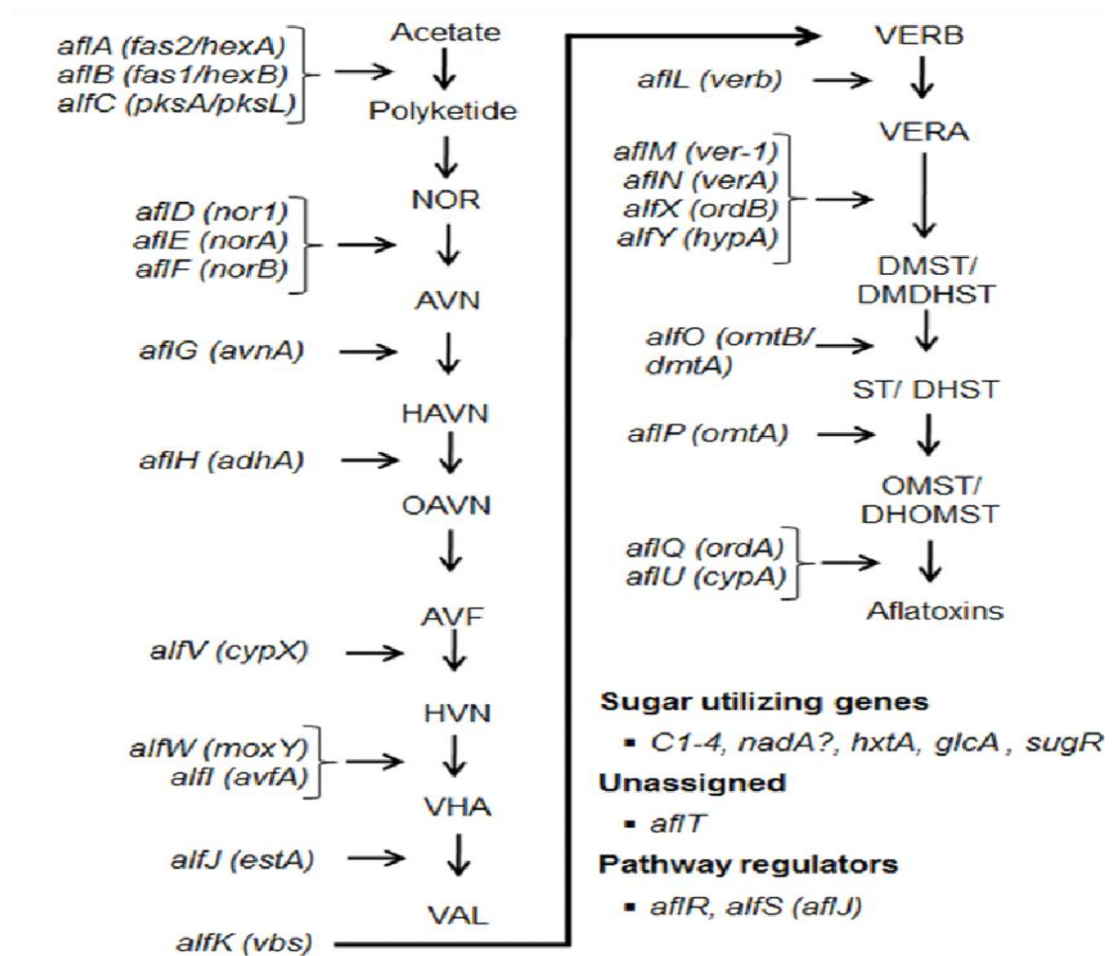 aflA (fas2/hexA)
aflB (fas1/hexB)
alfC (pksA/pksL)
Acetate
Polyketide
NOR
aflD (nor1)
aflE (norA)
aflF (norB)
AVN
aflG (avnA)
HAVN
aflH (adhA)
OAVN
AVF
alfV (cypX)
HVN
alfW (moxY)
alfI (avfA)
VHA
alfJ (estA)
VAL
alfK (vbs)
VERB
aflL (verb)
VERA
aflM (ver-1)
aflN (verA)
alfX (ordB)
alfY (hypA)
DMST/
DMDHST
alfO (omtB/
dmtA)
ST/ DHST
aflP (omtA)
OMST/
DHOMST
aflQ (ordA)
aflU (cypA)
Aflatoxins
Sugar utilizing genes
▪ C1-4, nadA?, hxtA, glcA , sugR
Unassigned
▪ aflT
Pathway regulators
▪ aflR, alfS (aflJ)